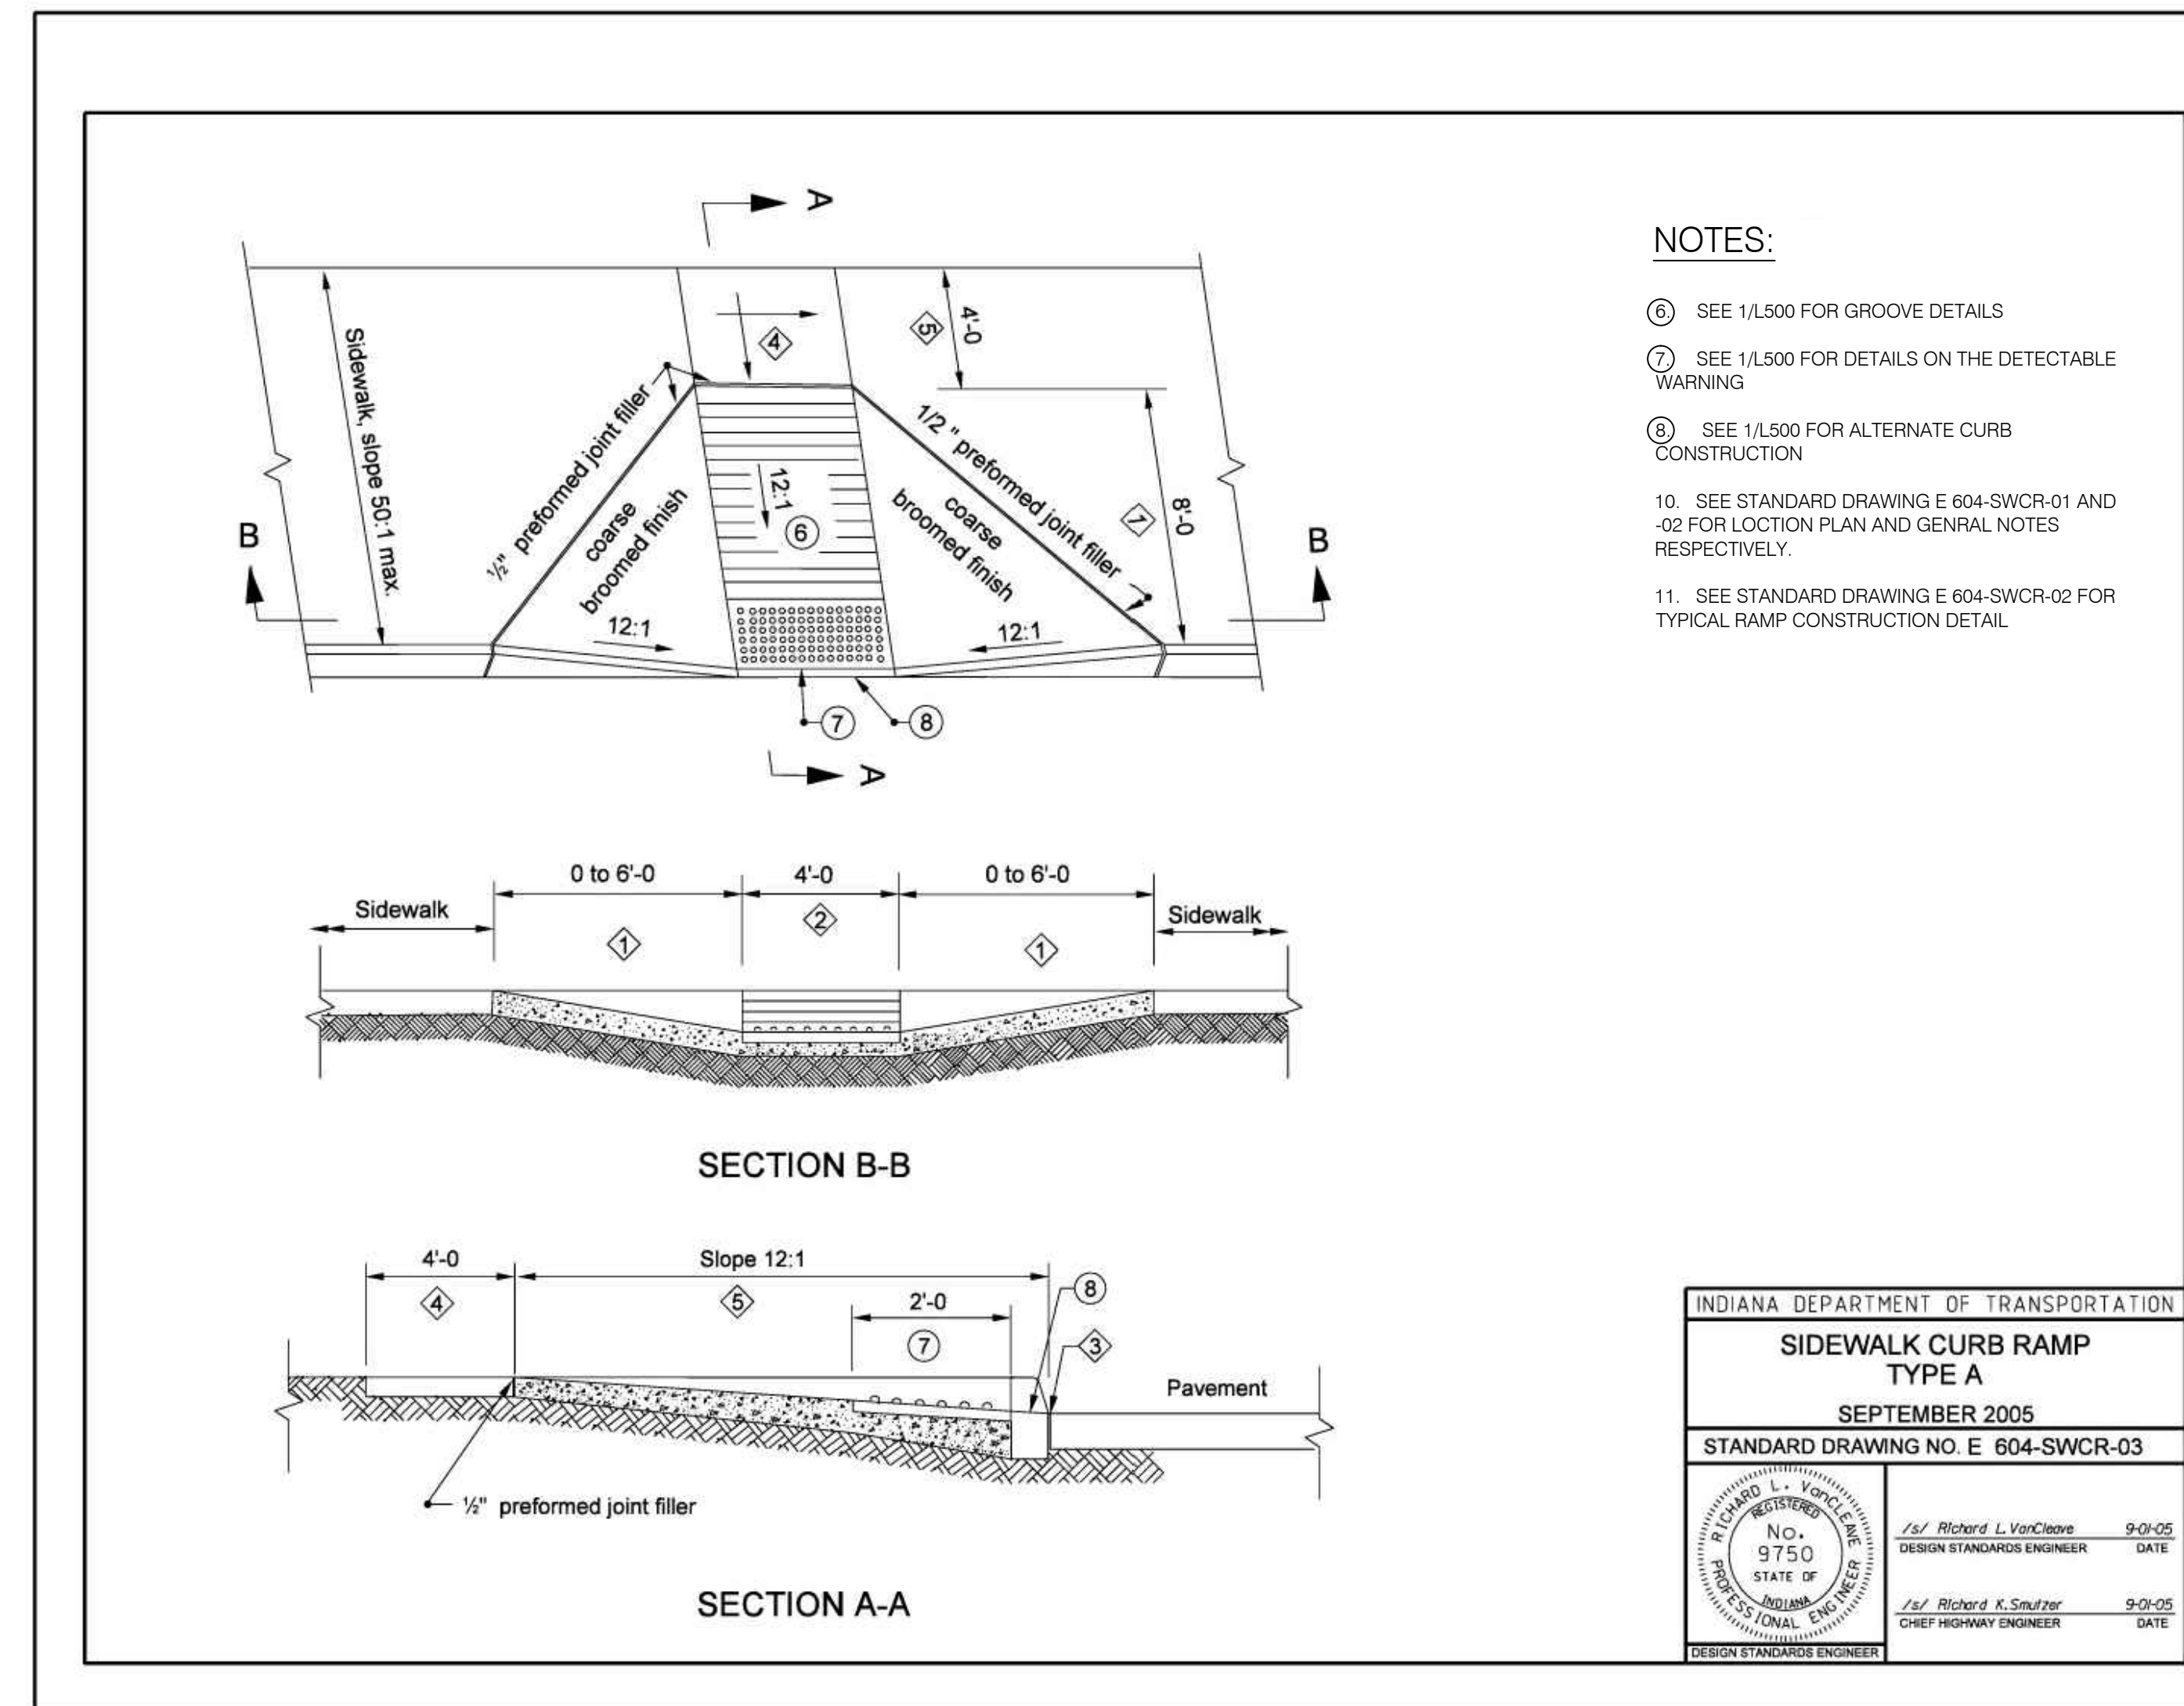 A
Sidewalk, slope 50:1 max.
½" preformed joint filler
coarse
broomed finish
4
5
4'-0
12:1
6
1/2 " preformed joint filler
coarse
broomed finish
1
8'-0
B
B
12:1
12:1
7
8
A
0 to 6'-0
4'-0
0 to 6'-0
Sidewalk
1
2
1
Sidewalk
SECTION B-B
4'-0
Slope 12:1
4
5
2'-0
7
8
3
Pavement
½" preformed joint filler
SECTION A-A
NOTES:
6. SEE 1/L500 FOR GROOVE DETAILS
7. SEE 1/L500 FOR DETAILS ON THE DETECTABLE
WARNING
8. SEE 1/L500 FOR ALTERNATE CURB
CONSTRUCTION
10. SEE STANDARD DRAWING E 604-SWCR-01 AND
-02 FOR LOCTION PLAN AND GENRAL NOTES
RESPECTIVELY.
11. SEE STANDARD DRAWING E 604-SWCR-02 FOR
TYPICAL RAMP CONSTRUCTION DETAIL
INDIANA DEPARTMENT OF TRANSPORTATION
SIDEWALK CURB RAMP
TYPE A
SEPTEMBER 2005
STANDARD DRAWING NO. E 604-SWCR-03
RICHARD L. VanCLEAVE
REGISTERED
No.
9750
STATE OF
INDIANA
PROFESSIONAL ENGINEER
DESIGN STANDARDS ENGINEER
/s/ Richard L. VanCleave 9-01-05
DESIGN STANDARDS ENGINEER DATE
/s/ Richard K. Smutzer 9-01-05
CHIEF HIGHWAY ENGINEER DATE